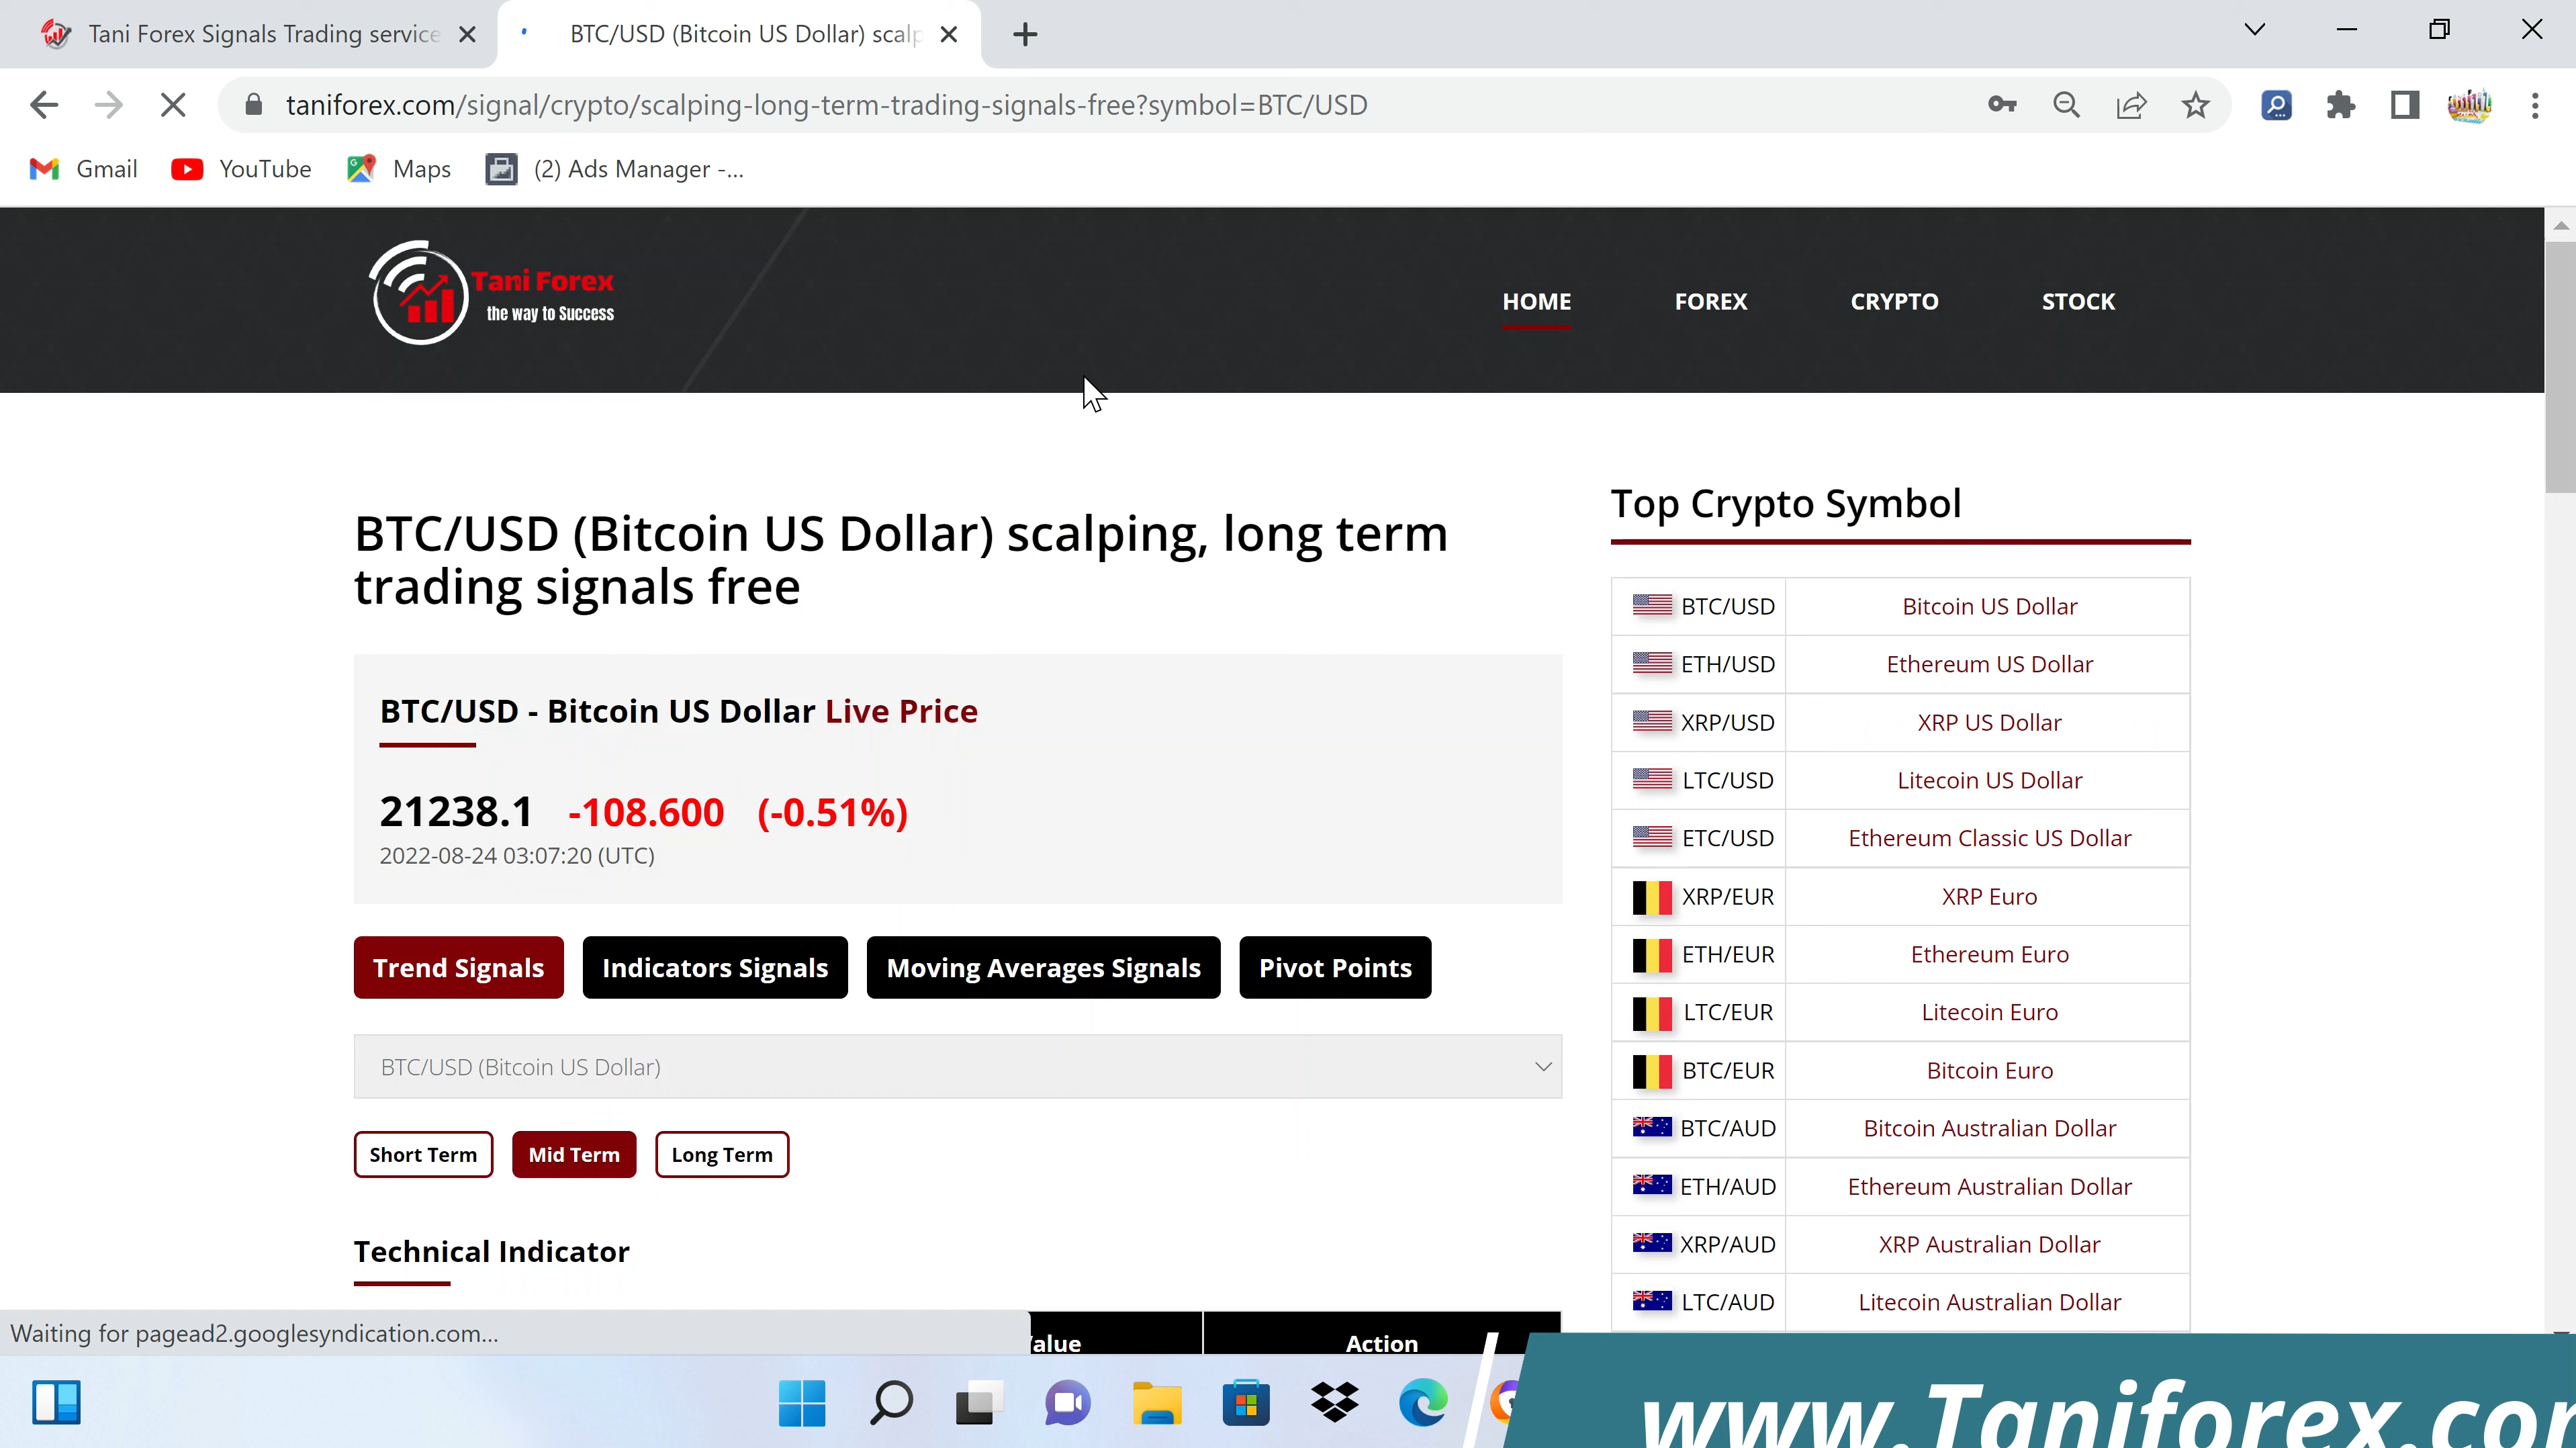 Tani Forex Signals Trading service
BTC/USD (Bitcoin US Dollar) scalp
taniforex.com/signal/crypto/scalping-long-term-trading-signals-free?symbol=BTC/USD
Gmail
YouTube
Maps
(2) Ads Manager -...
Tani Forex
the way to Success
HOME
FOREX
CRYPTO
STOCK
BTC/USD (Bitcoin US Dollar) scalping, long term
trading signals free
BTC/USD - Bitcoin US Dollar Live Price
21238.1 -108.600 (-0.51%)
2022-08-24 03:07:20 (UTC)
Trend Signals
Indicators Signals
Moving Averages Signals
Pivot Points
BTC/USD (Bitcoin US Dollar)
Short Term
Mid Term
Long Term
Technical Indicator
alue
Action
Top Crypto Symbol
BTC/USD Bitcoin US Dollar
ETH/USD Ethereum US Dollar
XRP/USD XRP US Dollar
LTC/USD Litecoin US Dollar
ETC/USD Ethereum Classic US Dollar
XRP/EUR XRP Euro
ETH/EUR Ethereum Euro
LTC/EUR Litecoin Euro
BTC/EUR Bitcoin Euro
BTC/AUD Bitcoin Australian Dollar
ETH/AUD Ethereum Australian Dollar
XRP/AUD XRP Australian Dollar
LTC/AUD Litecoin Australian Dollar
Waiting for pagead2.googlesyndication.com...
www.Taniforex.com